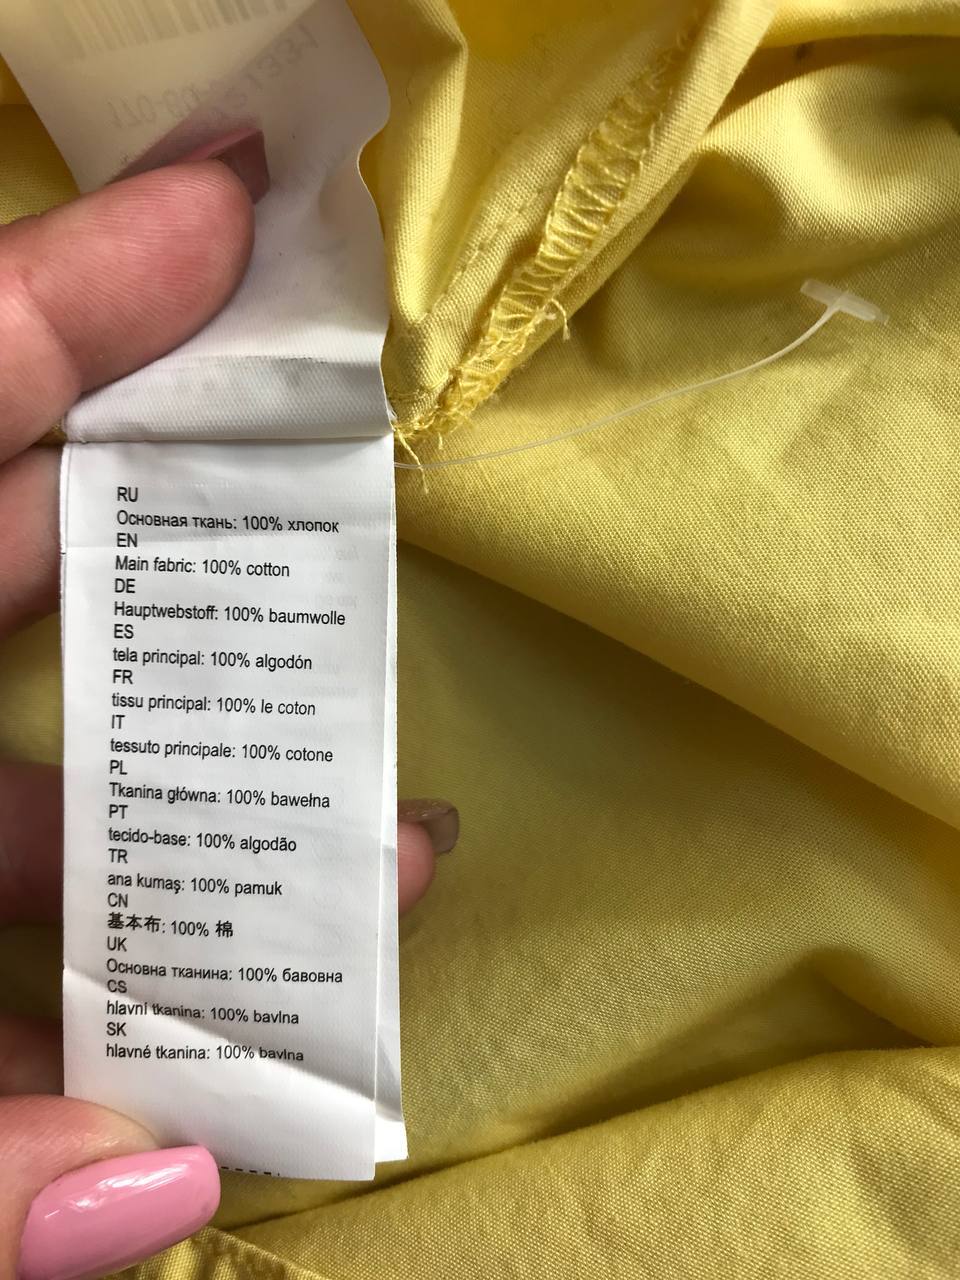 RU
Основная ткань: 100% хлопок
EN
Main fabric: 100% cotton
DE
Hauptwebstoff: 100% baumwolle
ES
tela principal: 100% algodón
FR
tissu principal: 100% le coton
IT
tessuto principale: 100% cotone
PL
Tkanina główna: 100% bawełna
PT
tecido-base: 100% algodão
TR
ana kumaş: 100% pamuk
CN
基本布: 100% 棉
UK
Основна тканина: 100% бавовна
CS
hlavní tkanina: 100% bavlna
SK
hlavné tkanina: 100% bavlna